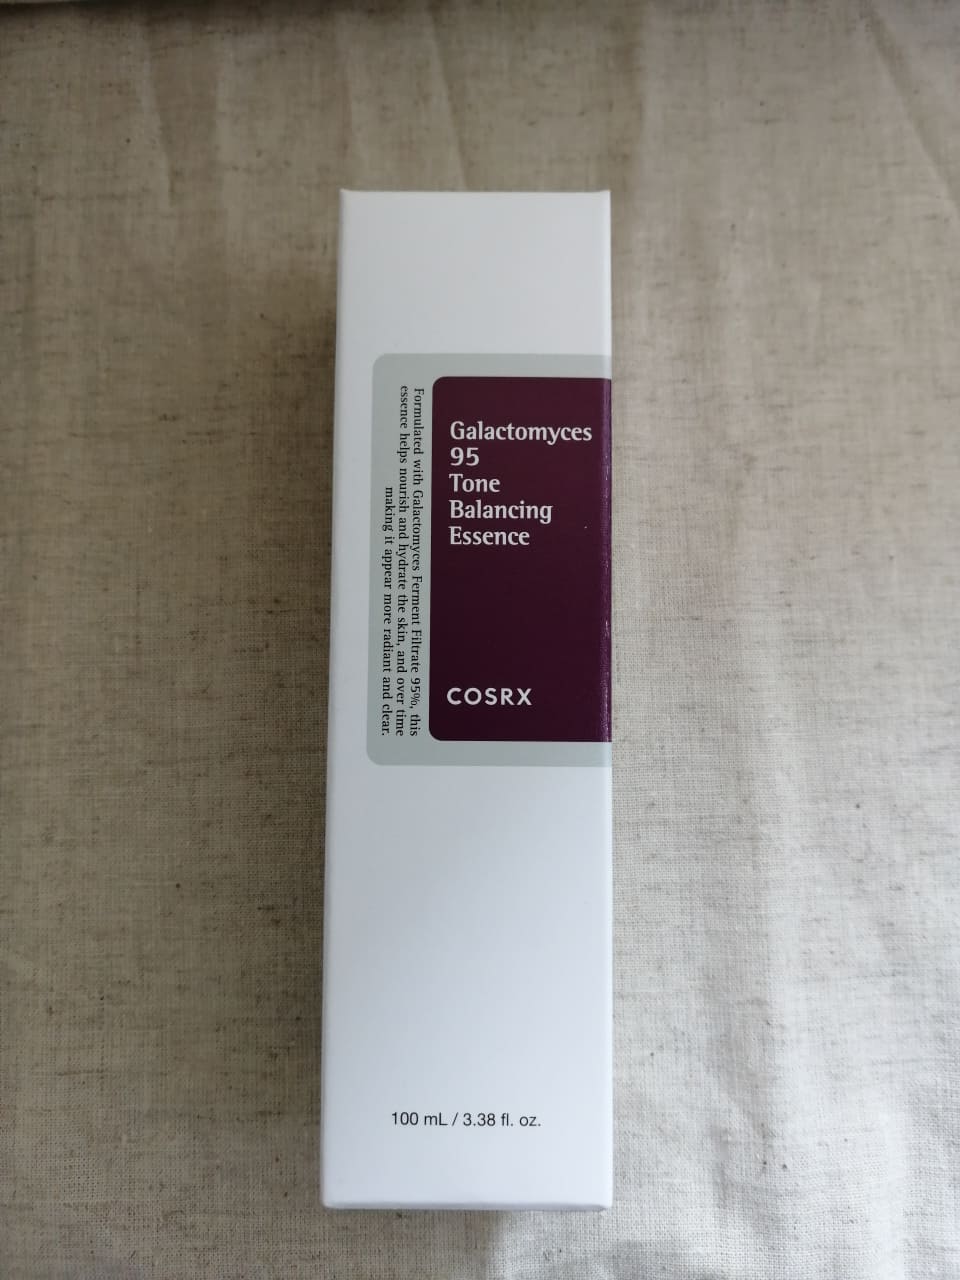 Galactomyces
95
Tone
Balancing
Essence
COSRX
Formulated with Galactomyces Ferment Filtrate 95%, this
essence helps nourish and hydrate the skin, and over time
making it appear more radiant and clear.
100 mL / 3.38 fl. oz.